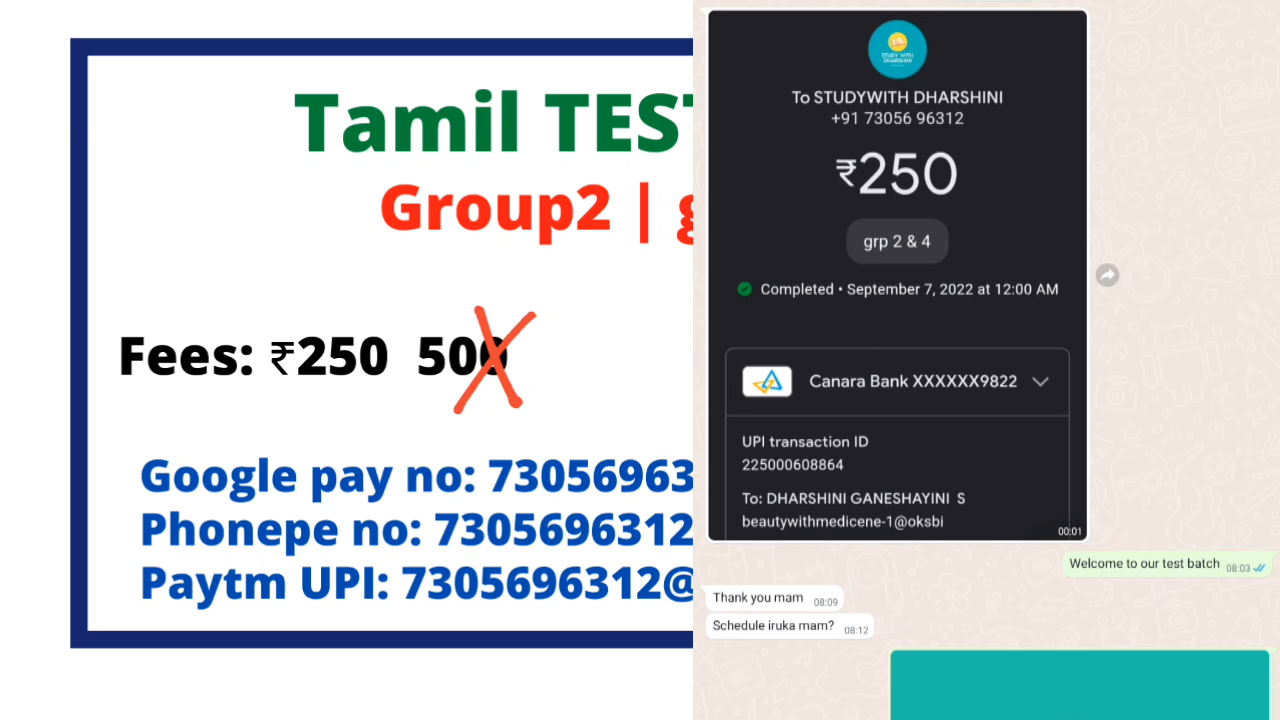 Tamil TEST
Group2 | g
Fees: ₹250 500
Google pay no: 73056963
Phonepe no: 7305696312
Paytm UPI: 7305696312@
STUDY WITH
DHARSHINI
To STUDYWITH DHARSHINI
+91 73056 96312
₹250
grp 2 & 4
Completed • September 7, 2022 at 12:00 AM
Canara Bank XXXXXX9822
UPI transaction ID
225000608864
To: DHARSHINI GANESHAYINI S
beautywithmedicene-1@oksbi
00:01
Welcome to our test batch 08:03
Thank you mam 08:09
Schedule iruka mam? 08:12